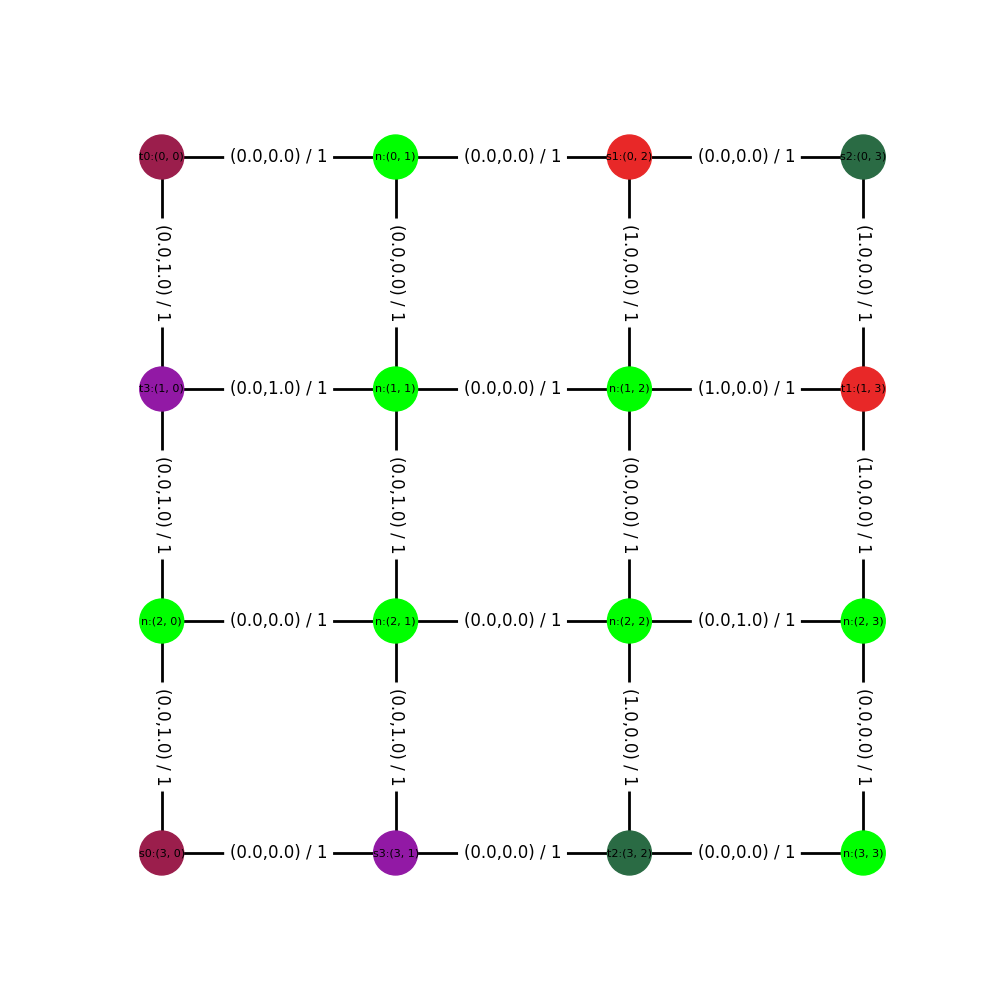 t0:(0, 0) (0.0,0.0) / 1 n:(0, 1) (0.0,0.0) / 1 s1:(0, 2) (0.0,0.0) / 1 s2:(0, 3)
(0.0,1.0) / 1 (0.0,0.0) / 1 (1.0,0.0) / 1 (1.0,0.0) / 1
t3:(1, 0) (0.0,1.0) / 1 n:(1, 1) (0.0,0.0) / 1 n:(1, 2) (1.0,0.0) / 1 t1:(1, 3)
(0.0,1.0) / 1 (0.0,1.0) / 1 (0.0,0.0) / 1 (1.0,0.0) / 1
n:(2, 0) (0.0,0.0) / 1 n:(2, 1) (0.0,0.0) / 1 n:(2, 2) (0.0,1.0) / 1 n:(2, 3)
(0.0,1.0) / 1 (0.0,1.0) / 1 (1.0,0.0) / 1 (0.0,0.0) / 1
s0:(3, 0) (0.0,0.0) / 1 s3:(3, 1) (0.0,0.0) / 1 t2:(3, 2) (0.0,0.0) / 1 n:(3, 3)